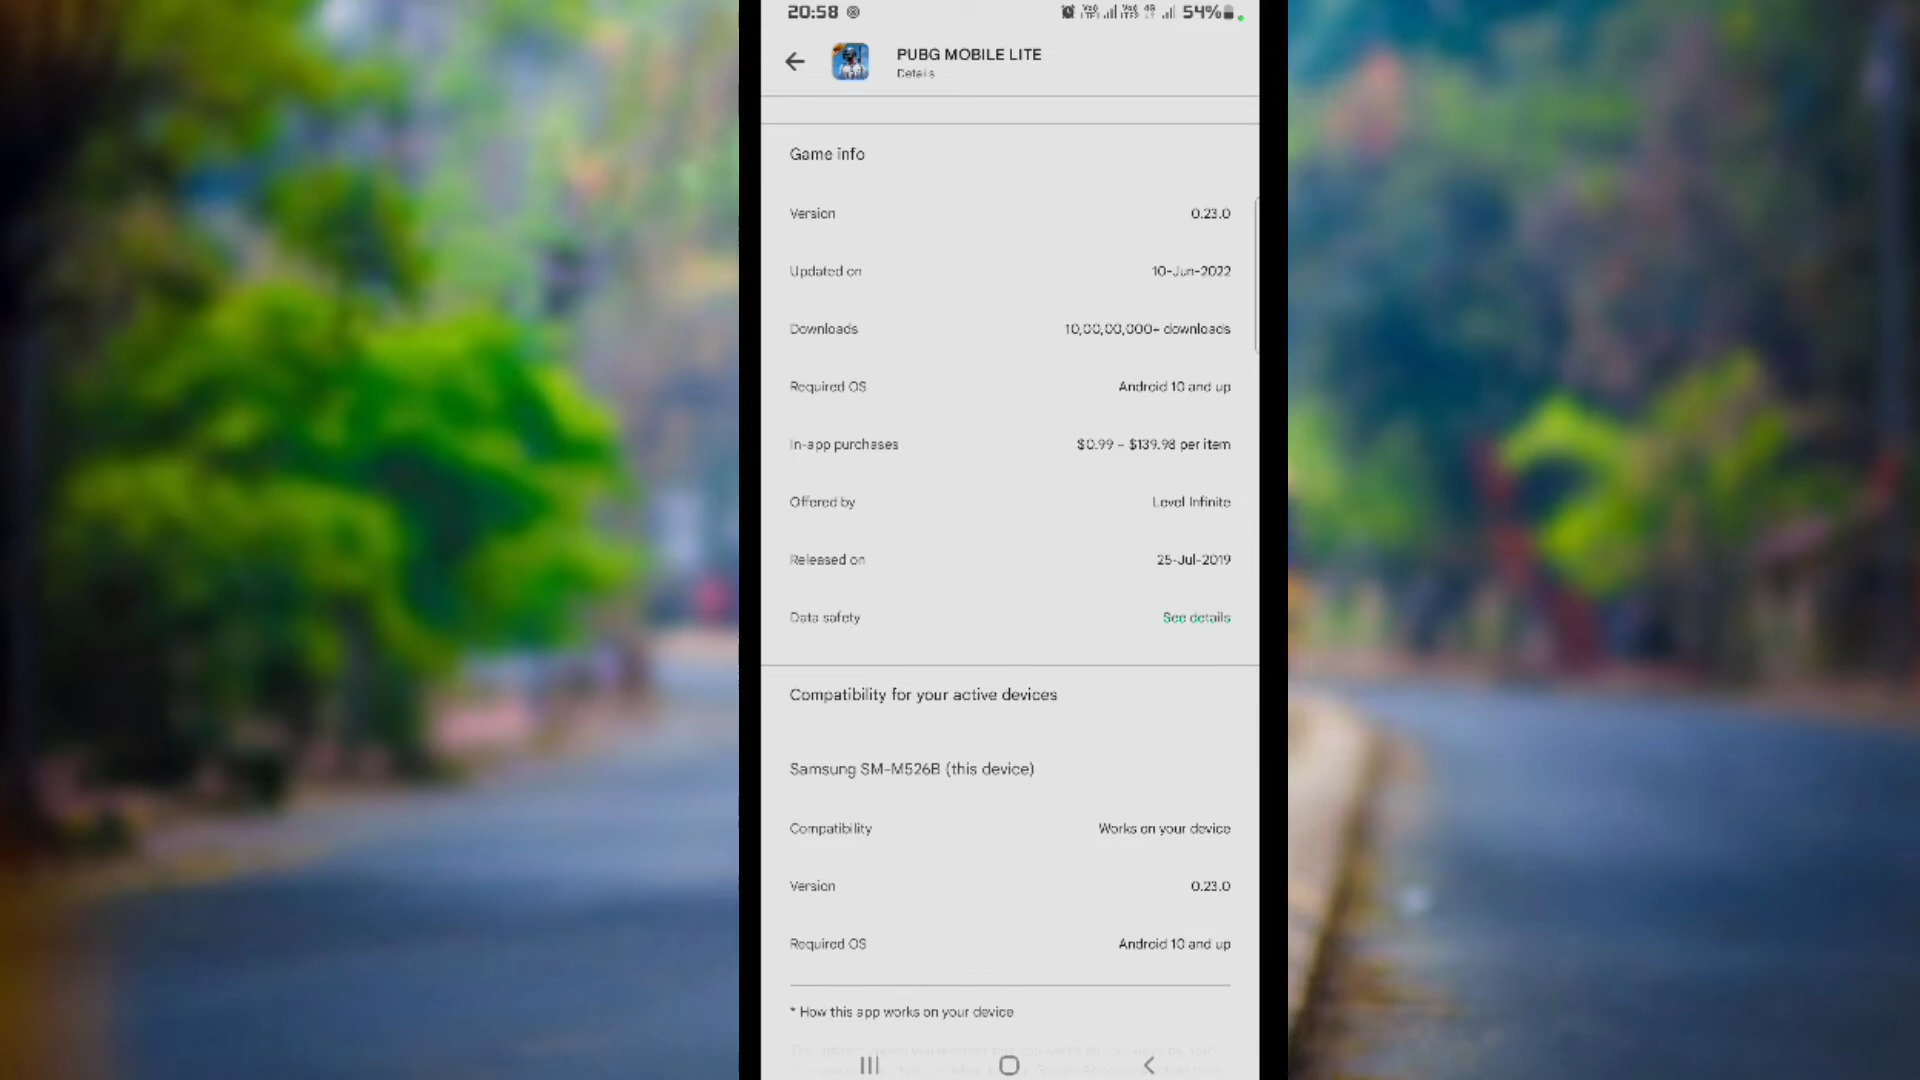 20:58
54%
PUBG MOBILE LITE
Details
Game info
Version 0.23.0
Updated on 10-Jun-2022
Downloads 10,00,00,000+ downloads
Required OS Android 10 and up
In-app purchases $0.99 – $139.98 per item
Offered by Level Infinite
Released on 25-Jul-2019
Data safety See details
Compatibility for your active devices
Samsung SM-M526B (this device)
Compatibility Works on your device
Version 0.23.0
Required OS Android 10 and up
* How this app works on your device